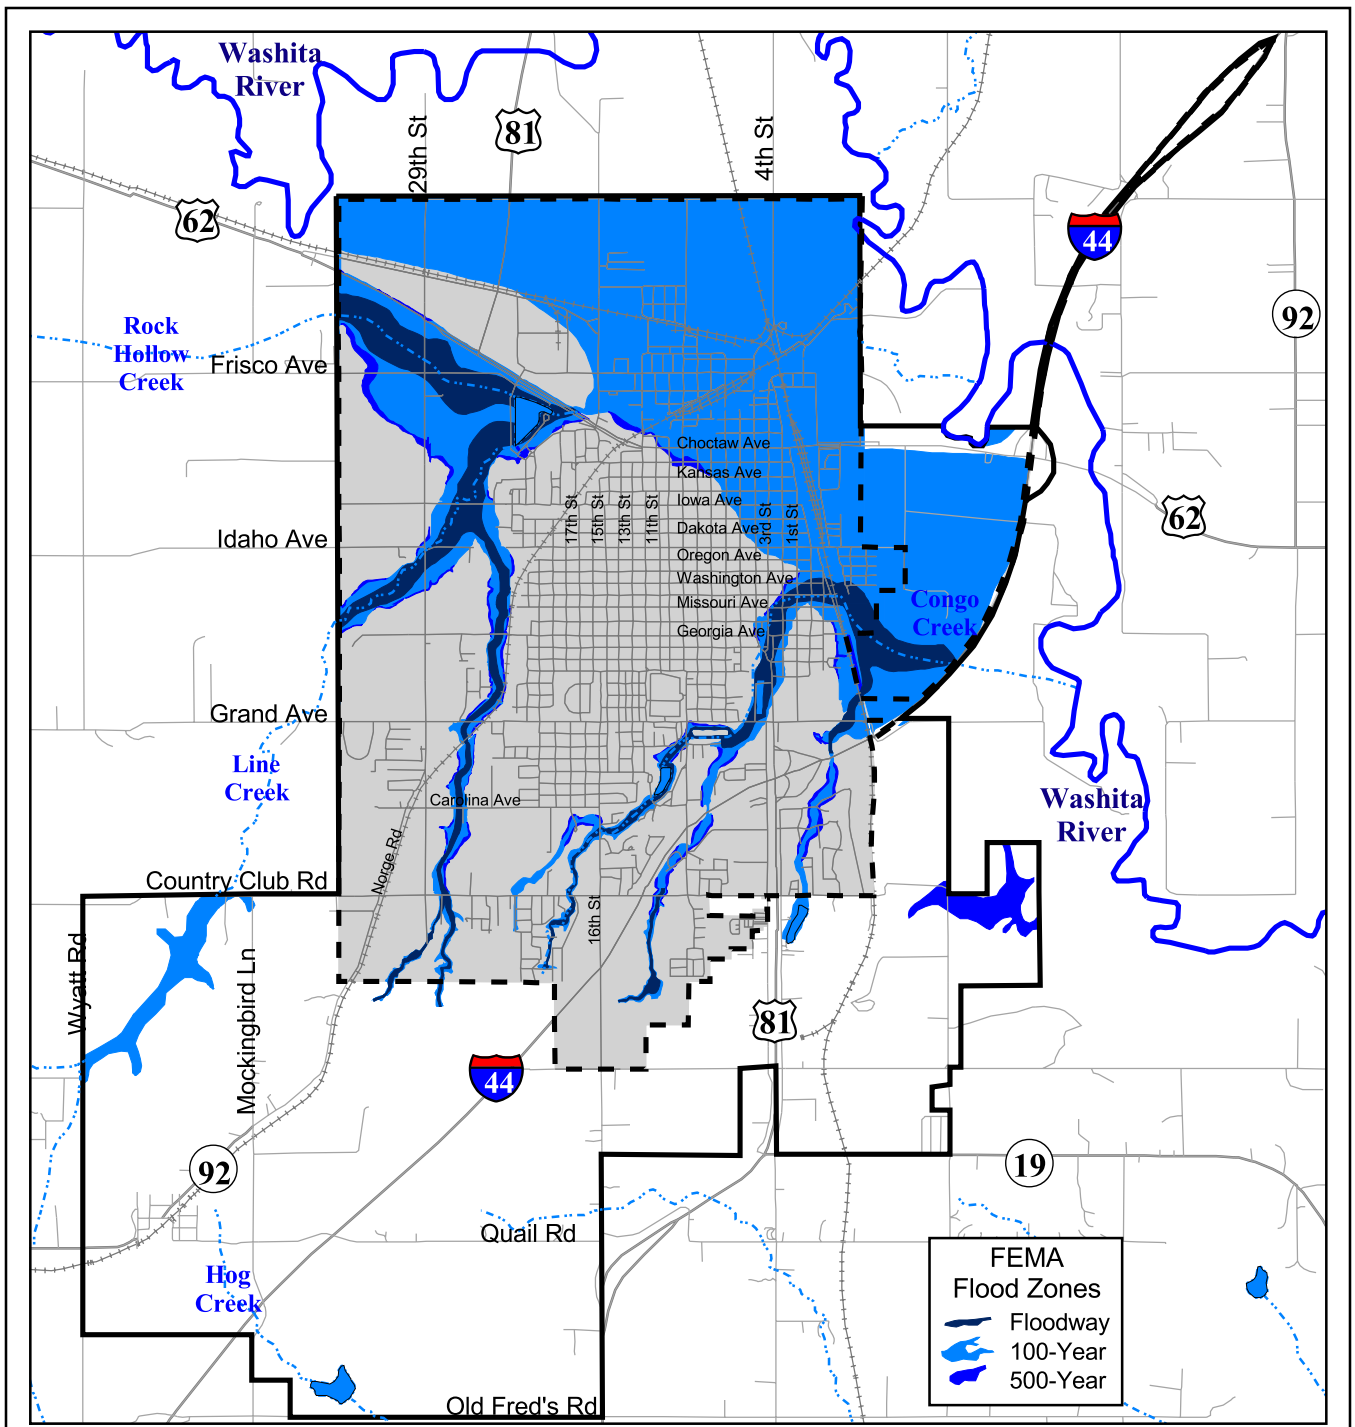 Washita
River
29th St
81
4th St
62
44
92
Rock
Hollow
Creek
Frisco Ave
Choctaw Ave
Kansas Ave
Iowa Ave
17th St
15th St
13th St
11th St
3rd St
1st St
62
Dakota Ave
Idaho Ave
Oregon Ave
Washington Ave
Missouri Ave
Congo
Creek
Georgia Ave
Grand Ave
Line
Creek
Carolina Ave
Washita
River
Norge Rd
Country Club Rd
16th St
Wyatt Rd
Mockingbird Ln
81
44
92
19
Quail Rd
Hog
Creek
FEMA
Flood Zones
Floodway
100-Year
500-Year
Old Fred's Rd